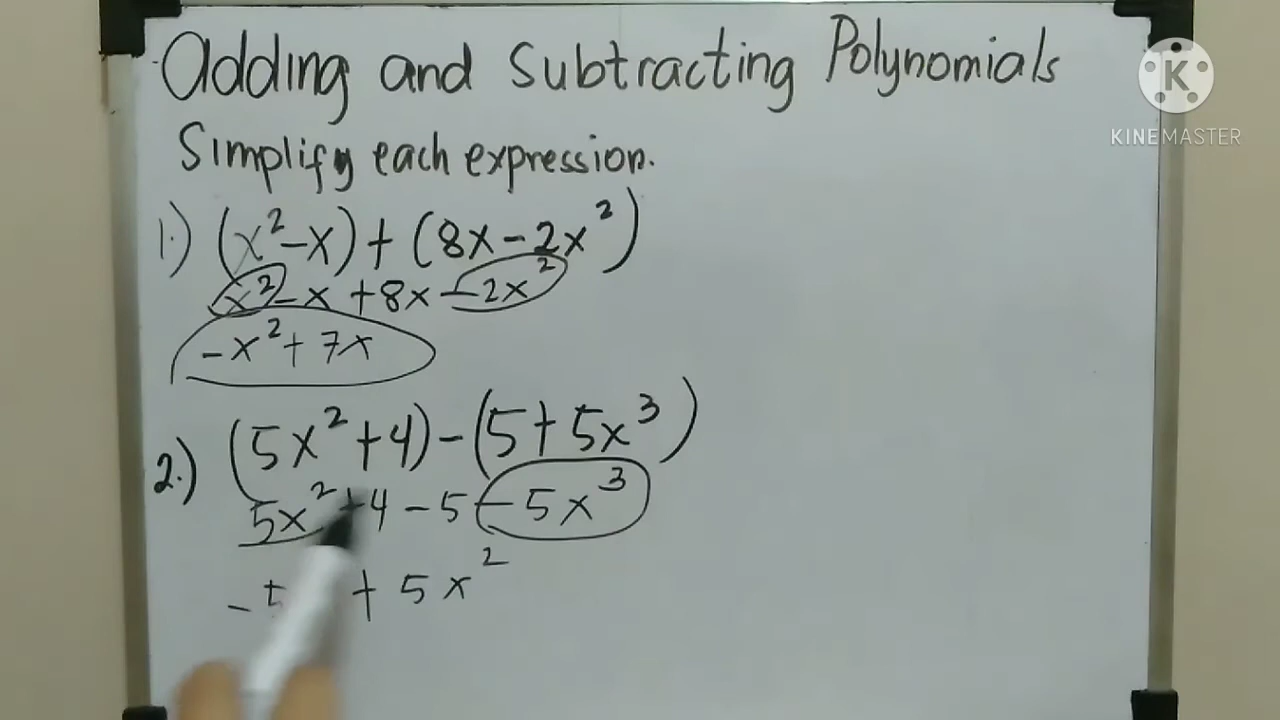 Adding and Subtracting Polynomials
KINEMASTER
Simplify each expression.
1.) (x²-x)+(8x-2x²)
x²-x+8x-2x²
-x²+7x
2.) (5x²+4)-(5+5x³)
5x²+4-5-5x³
-5 + 5x²